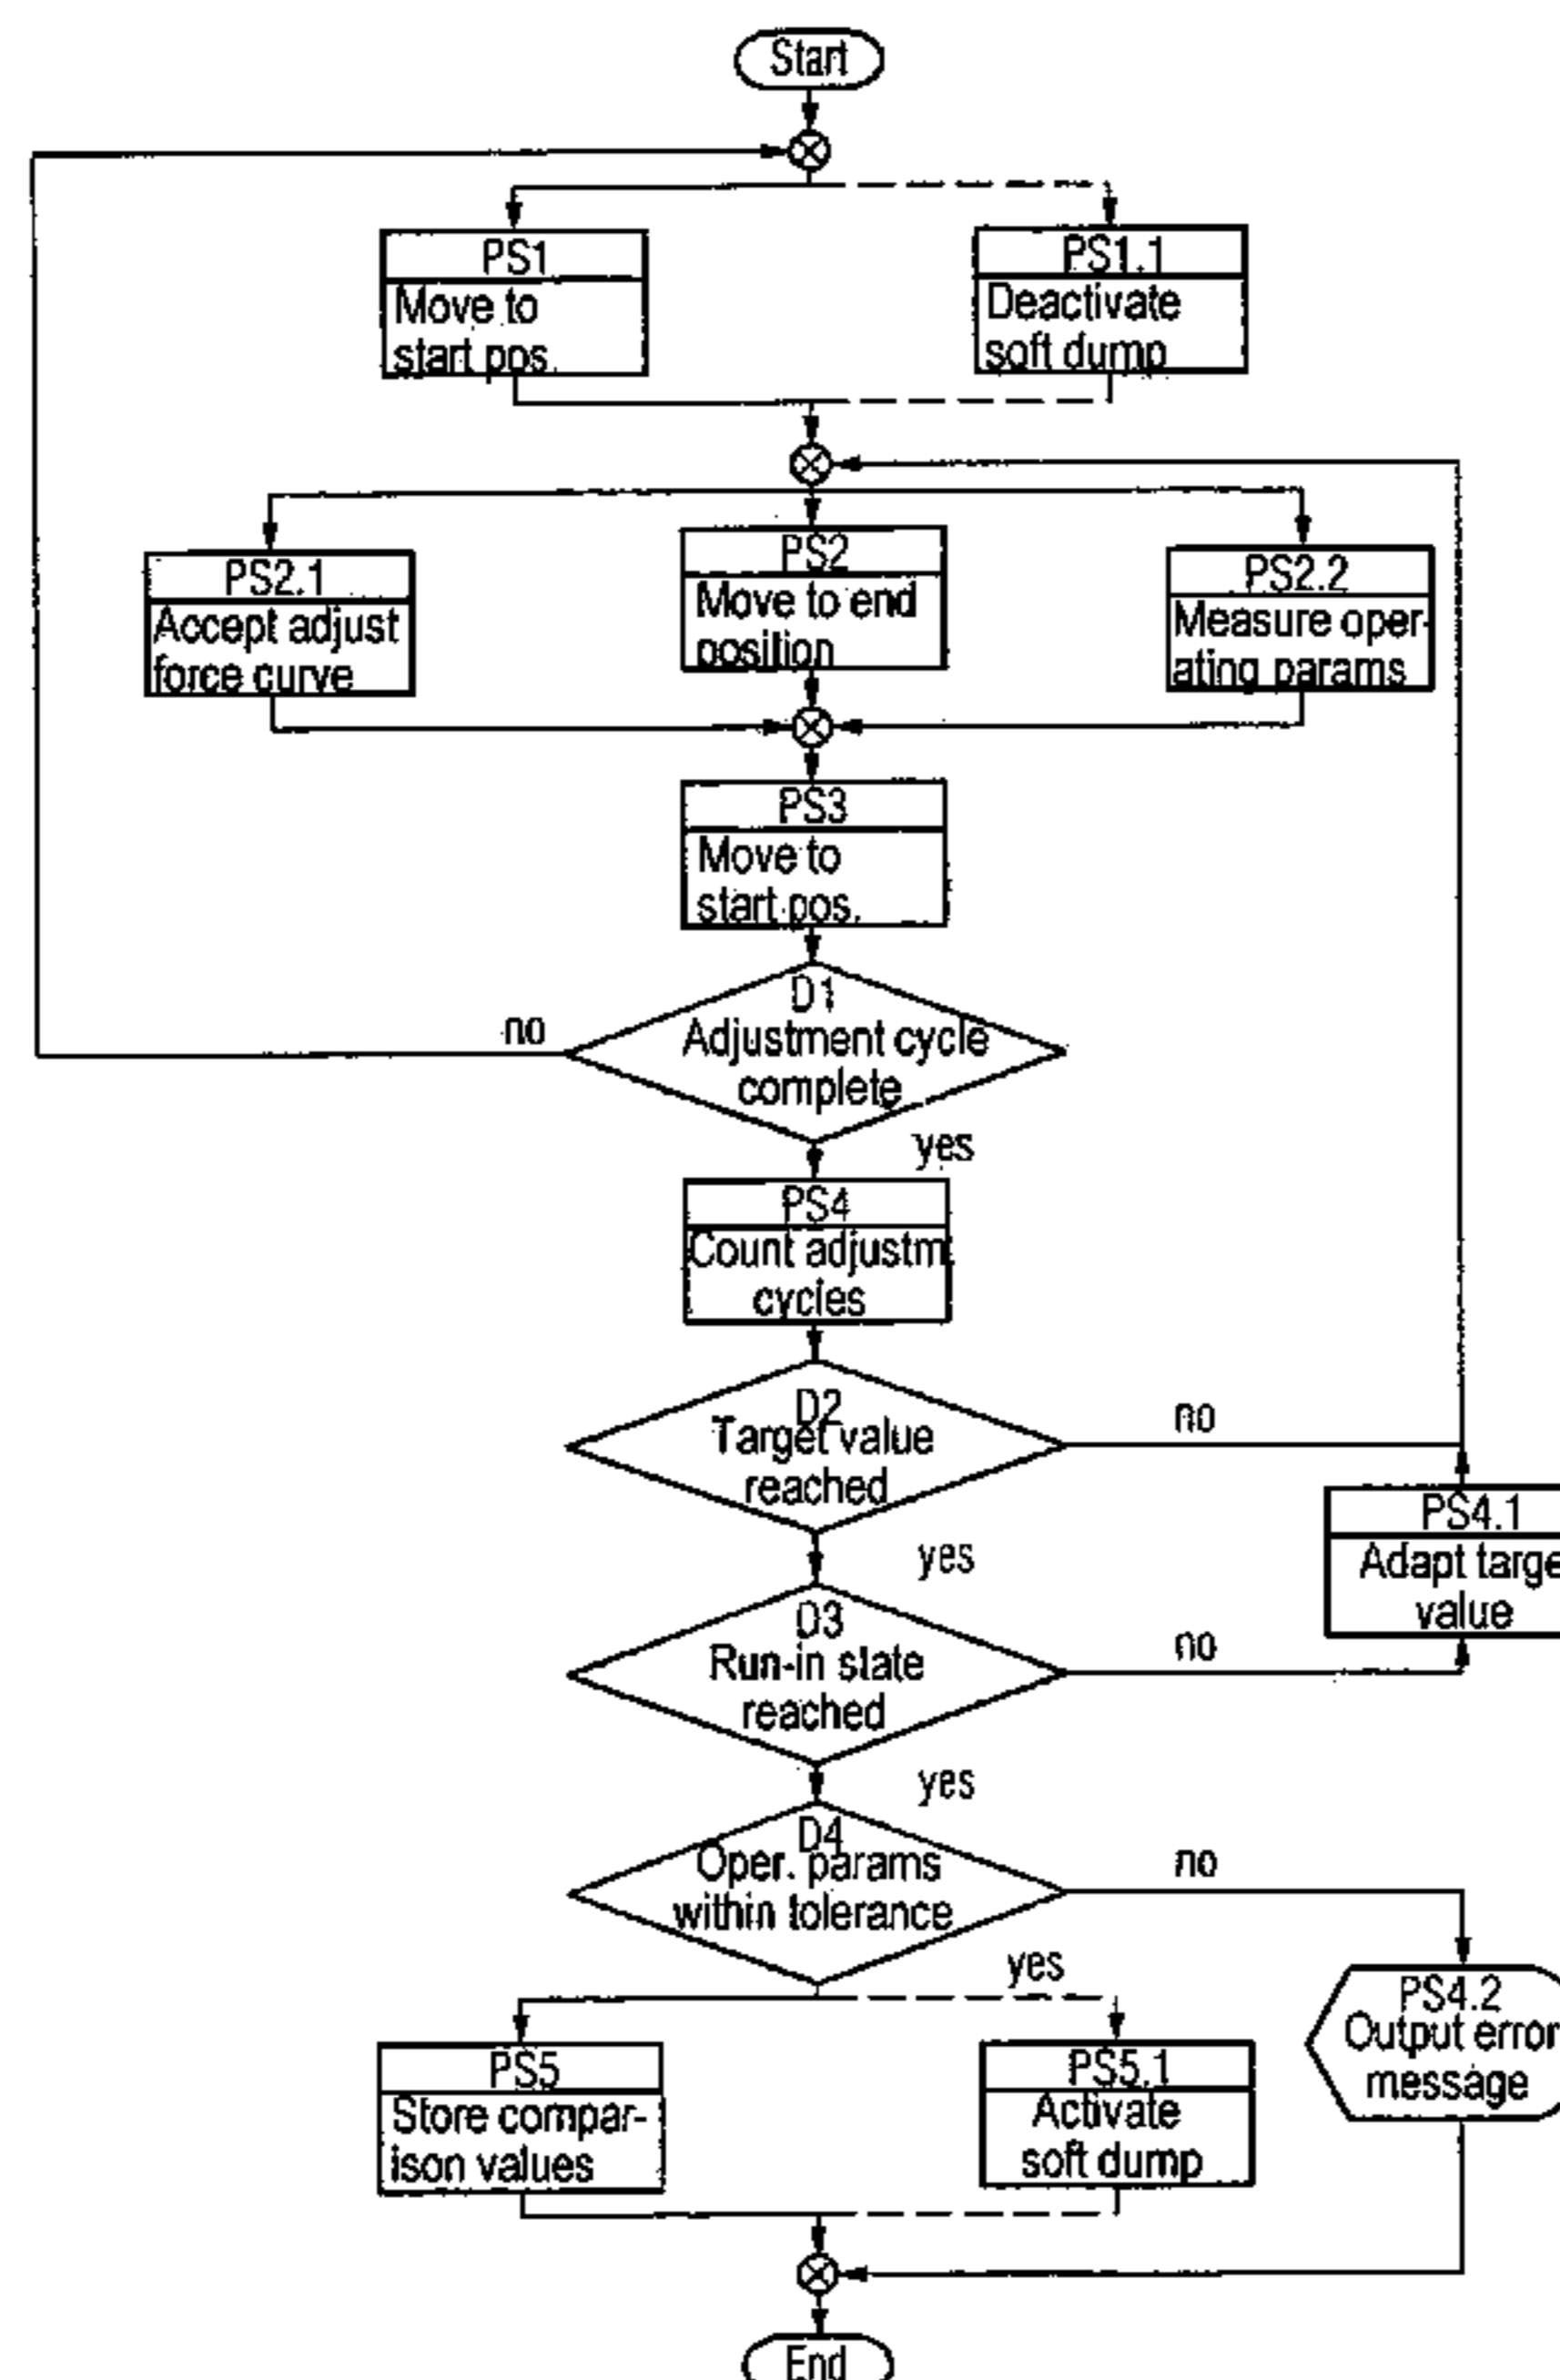 Start
PS1
Move to
start pos.
PS1.1
Deactivate
soft dump
PS2.1
Accept adjust
force curve
PS2
Move to end
position
PS2.2
Measure oper-
ating params
PS3
Move to
start pos.
D1
Adjustment cycle
complete
no
yes
PS4
Count adjustm.
cycles
D2
Target value
reached
no
yes
PS4.1
Adapt targe
value
D3
Run-in state
reached
no
yes
D4
Oper. params
within tolerance
no
yes
PS4.2
Output error
message
PS5
Store compar-
ison values
PS5.1
Activate
soft dump
End